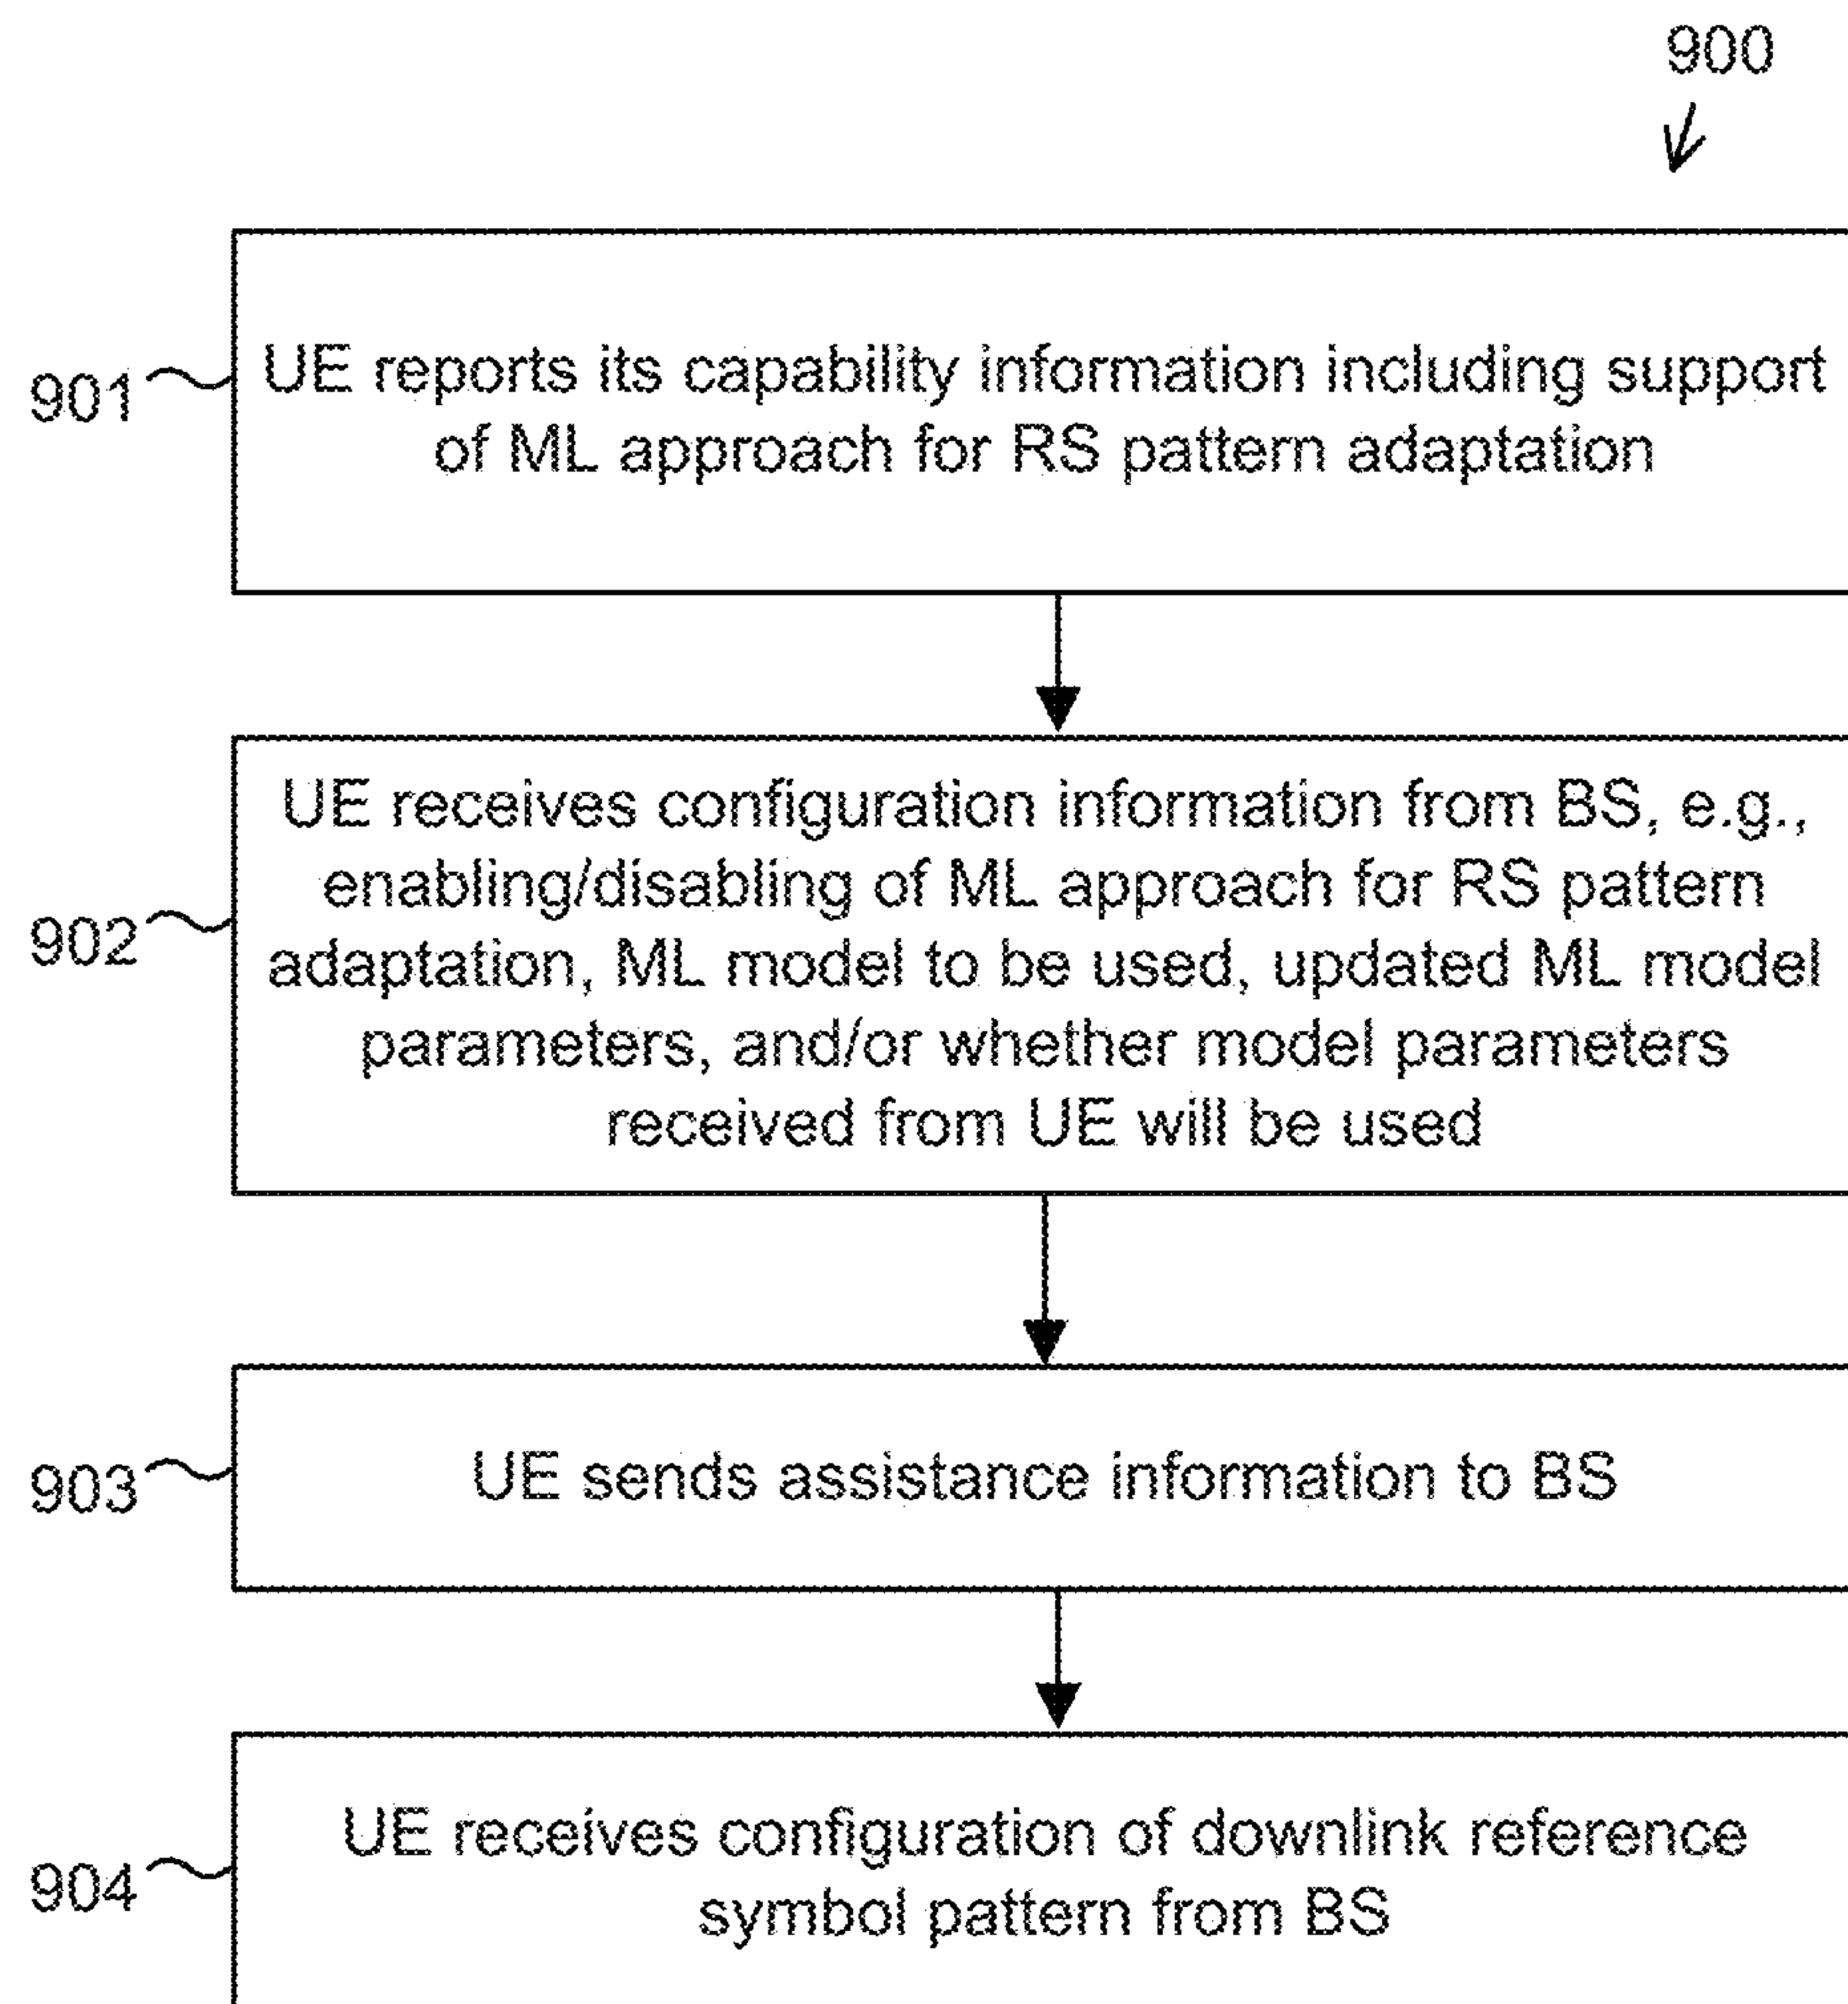 900
901
UE reports its capability information including support
of ML approach for RS pattern adaptation
902
UE receives configuration information from BS, e.g.,
enabling/disabling of ML approach for RS pattern
adaptation, ML model to be used, updated ML model
parameters, and/or whether model parameters
received from UE will be used
903
UE sends assistance information to BS
904
UE receives configuration of downlink reference
symbol pattern from BS